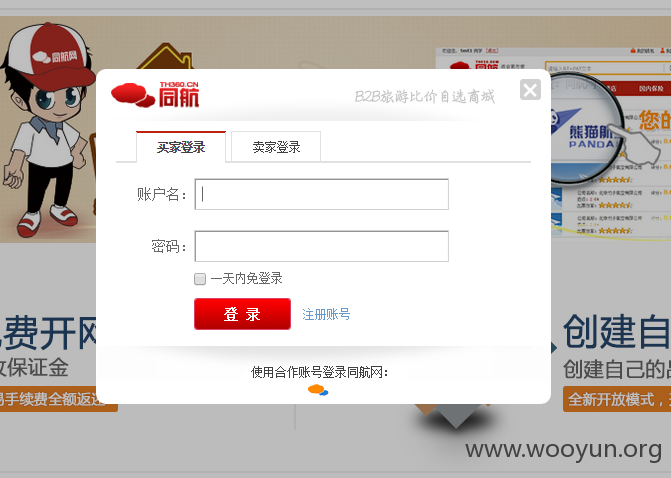 同航网
TH360.CN
同航
B2B旅游比价自选商城
买家登录
卖家登录
账户名：
密码：
一天内免登录
登 录
注册账号
使用合作账号登录同航网：
费开网
保证金
易手续费全额返还
创建自
创建自己的品
全新开放模式，
熊猫航
PANDA
您的
国内保险
www.wooyun.org